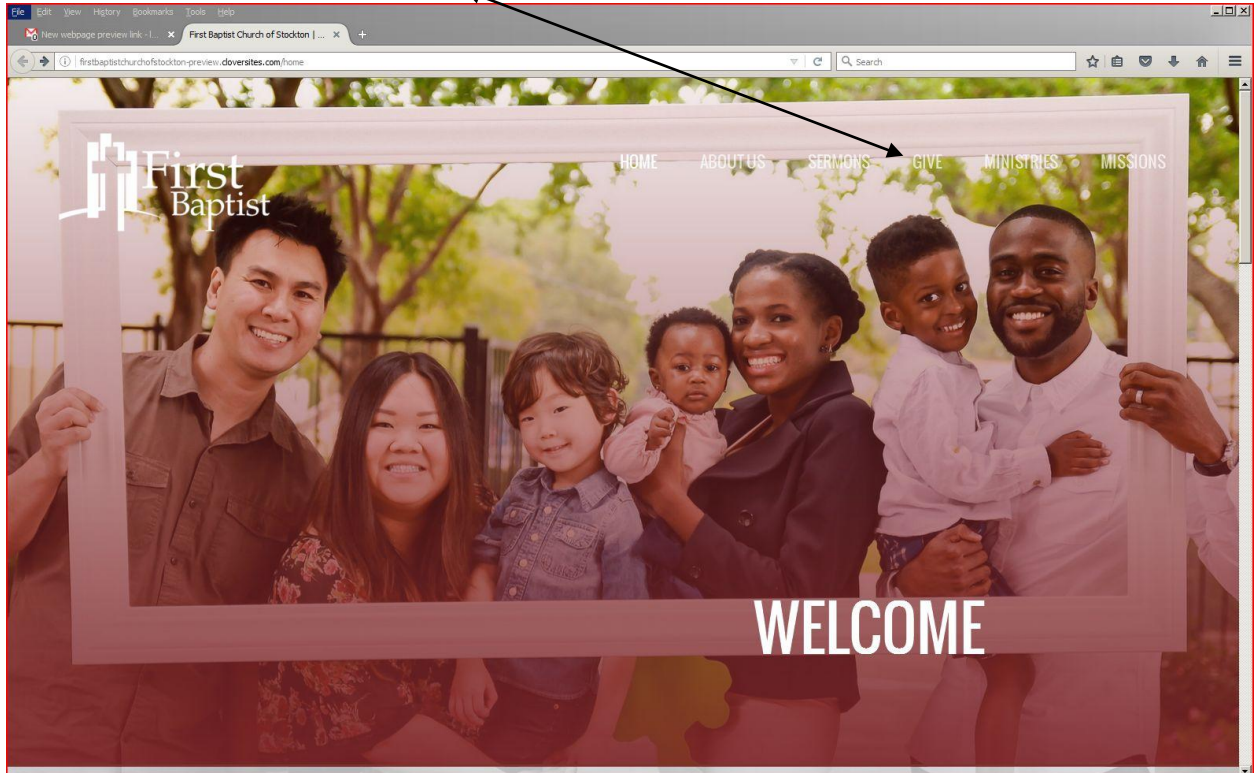 File Edit View History Bookmarks Tools Help
New webpage preview link - I... First Baptist Church of Stockton | ...
firstbaptistchurchofstockton-preview.cloversites.com/home Search
HOME ABOUT US SERMONS GIVE MINISTRIES MISSIONS
First
Baptist
WELCOME